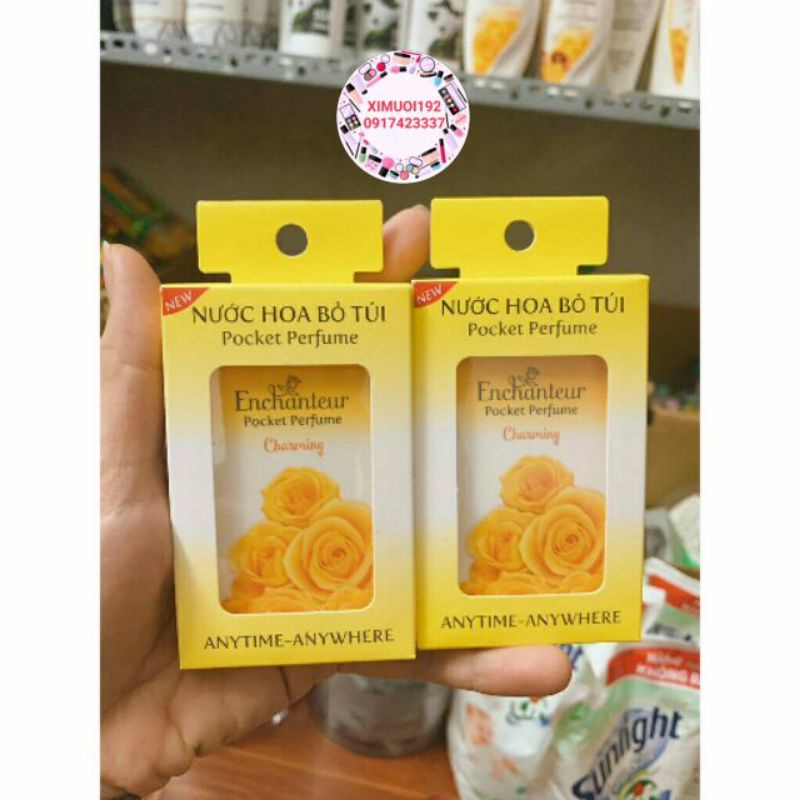 XIMUOI192
0917423337
NEW
NƯỚC HOA BỎ TÚI
Pocket Perfume
Enchanteur
Pocket Perfume
Charming
ANYTIME-ANYWHERE
NEW
NƯỚC HOA BỎ TÚI
Pocket Perfume
Enchanteur
Pocket Perfume
Charming
ANYTIME-ANYWHERE
Sunlight